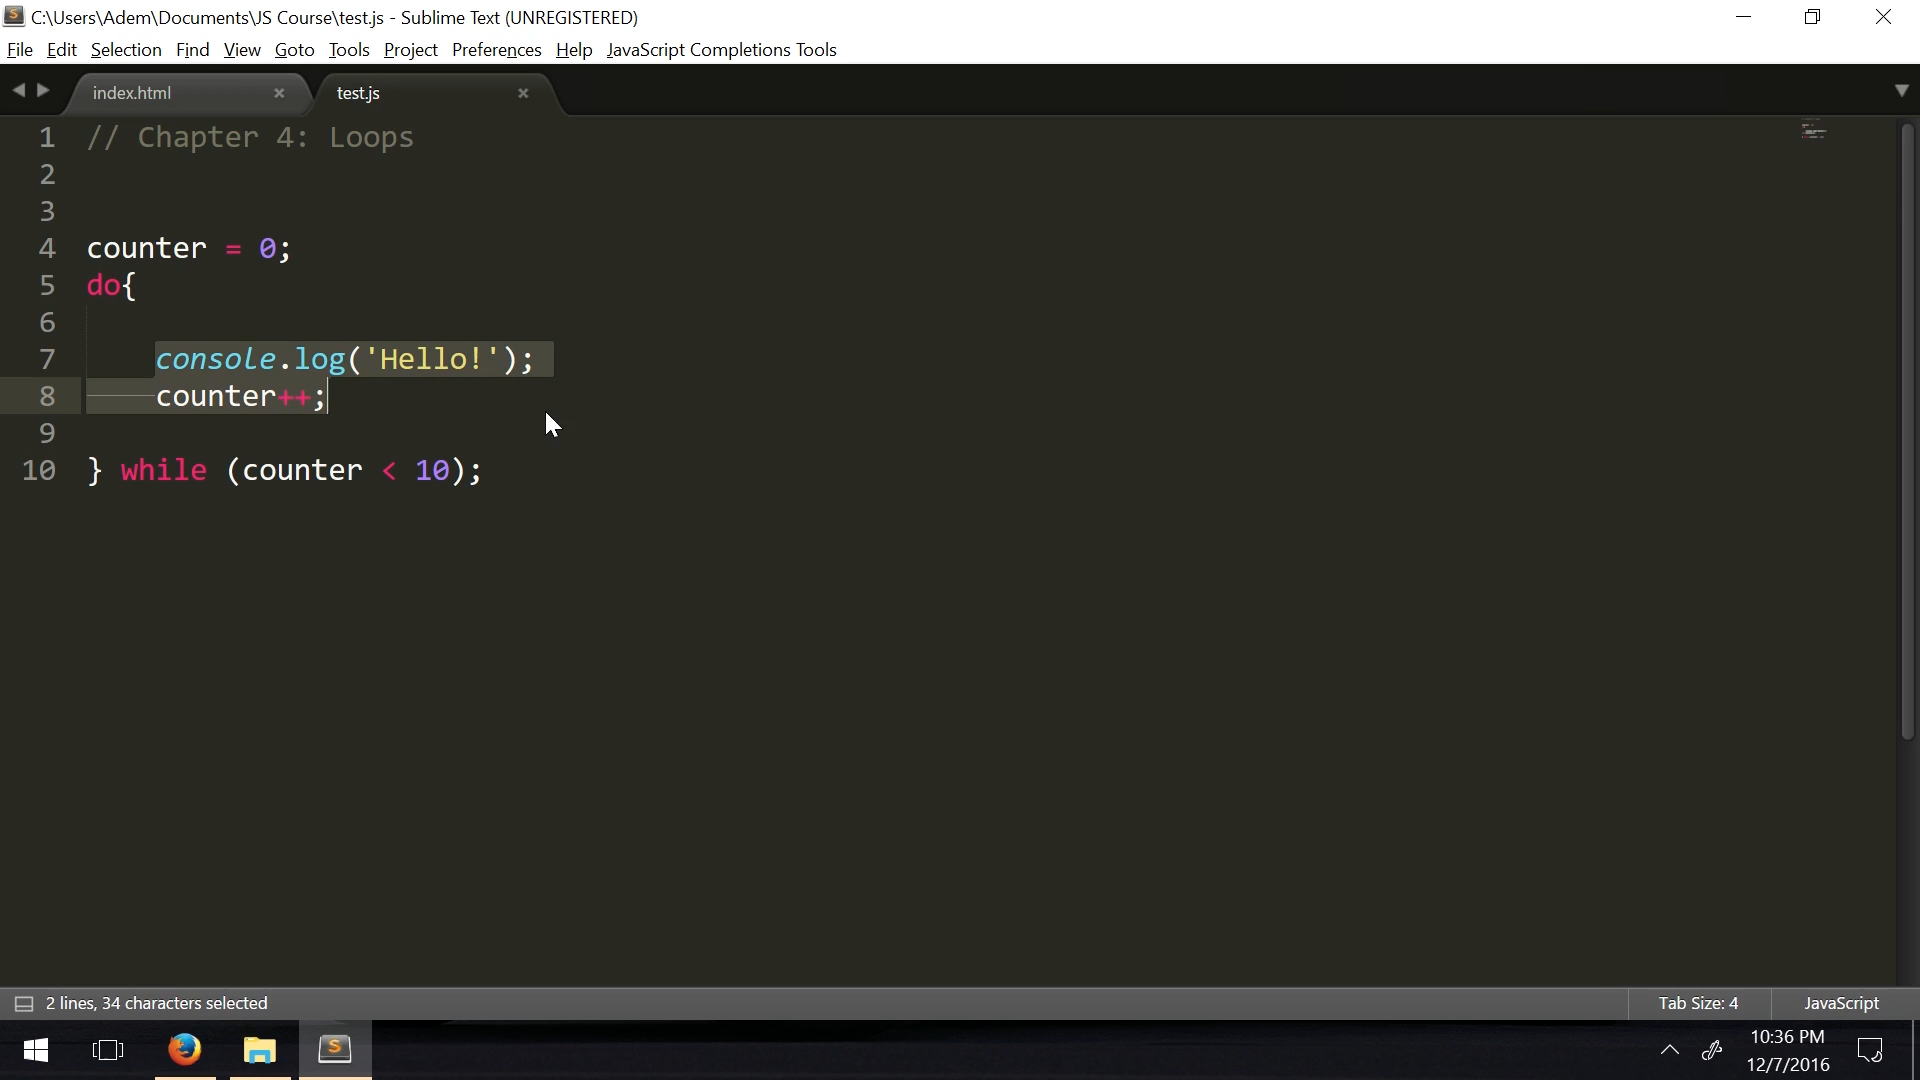 C:\Users\Adem\Documents\JS Course\test.js - Sublime Text (UNREGISTERED)
File Edit Selection Find View Goto Tools Project Preferences Help JavaScript Completions Tools
index.html × test.js ×
1 // Chapter 4: Loops
2
3
4 counter = 0;
5 do{
6
7 console.log('Hello!');
8 counter++;
9
10 } while (counter < 10);
2 lines, 34 characters selected Tab Size: 4 JavaScript
10:36 PM
12/7/2016